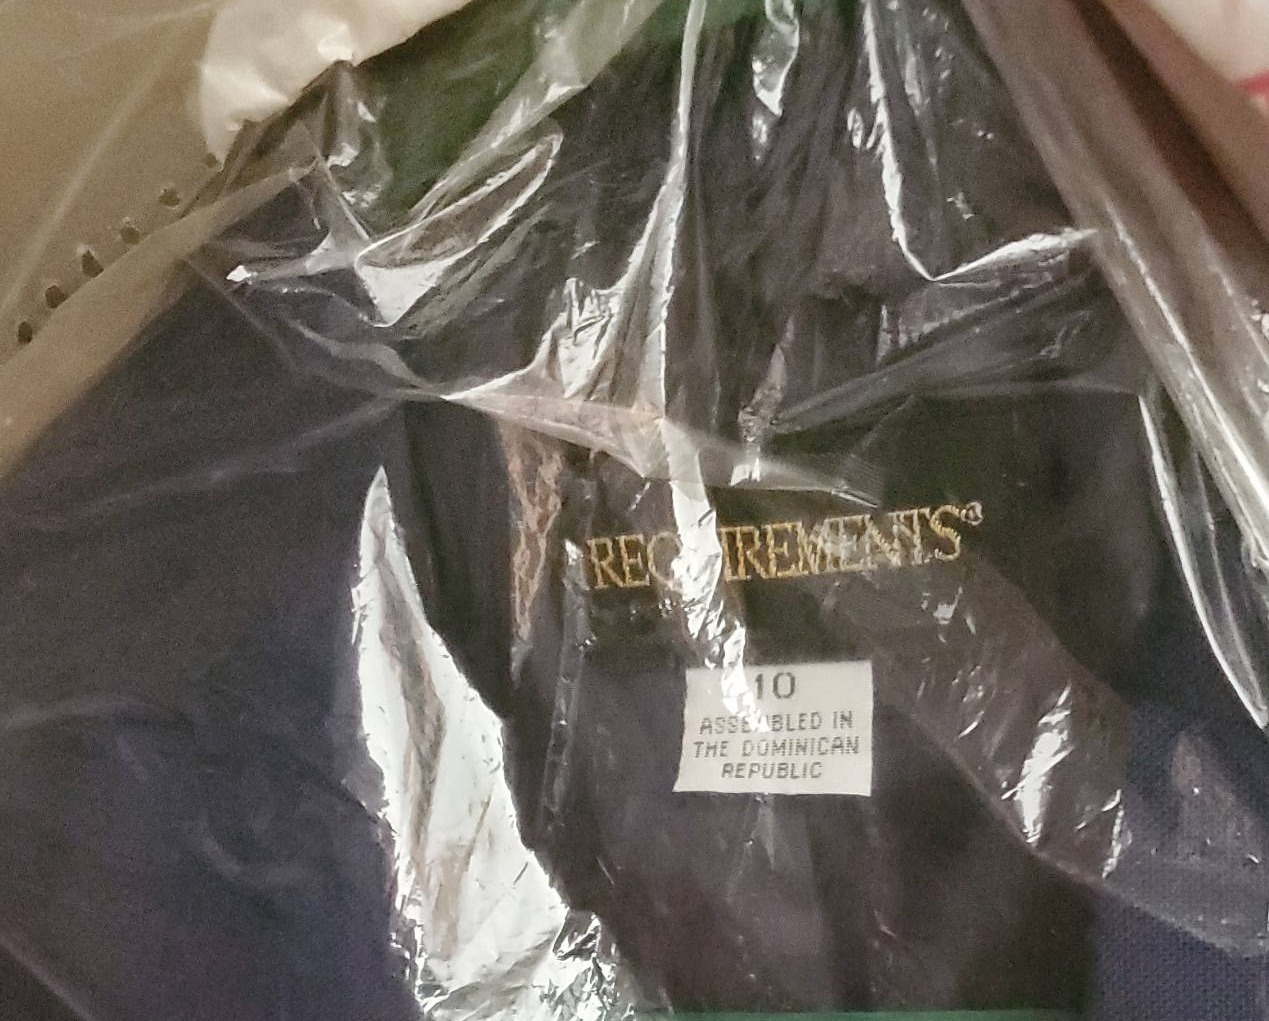 REQUIREMENTS®
10
ASSEMBLED IN
THE DOMINICAN
REPUBLIC